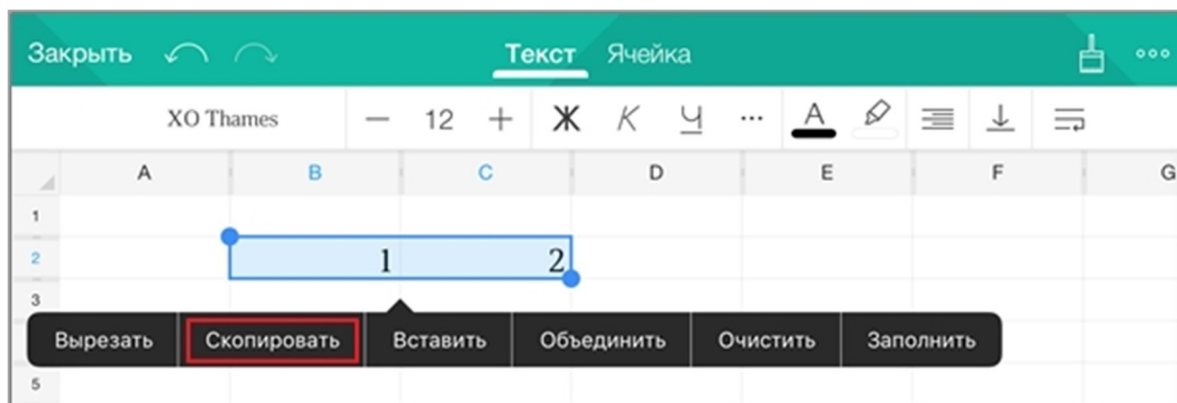 Закрыть Текст Ячейка
XO Thames — 12 + Ж К Ч ... А
A B C D E F G
1
2 1 2
3
Вырезать Скопировать Вставить Объединить Очистить Заполнить
5